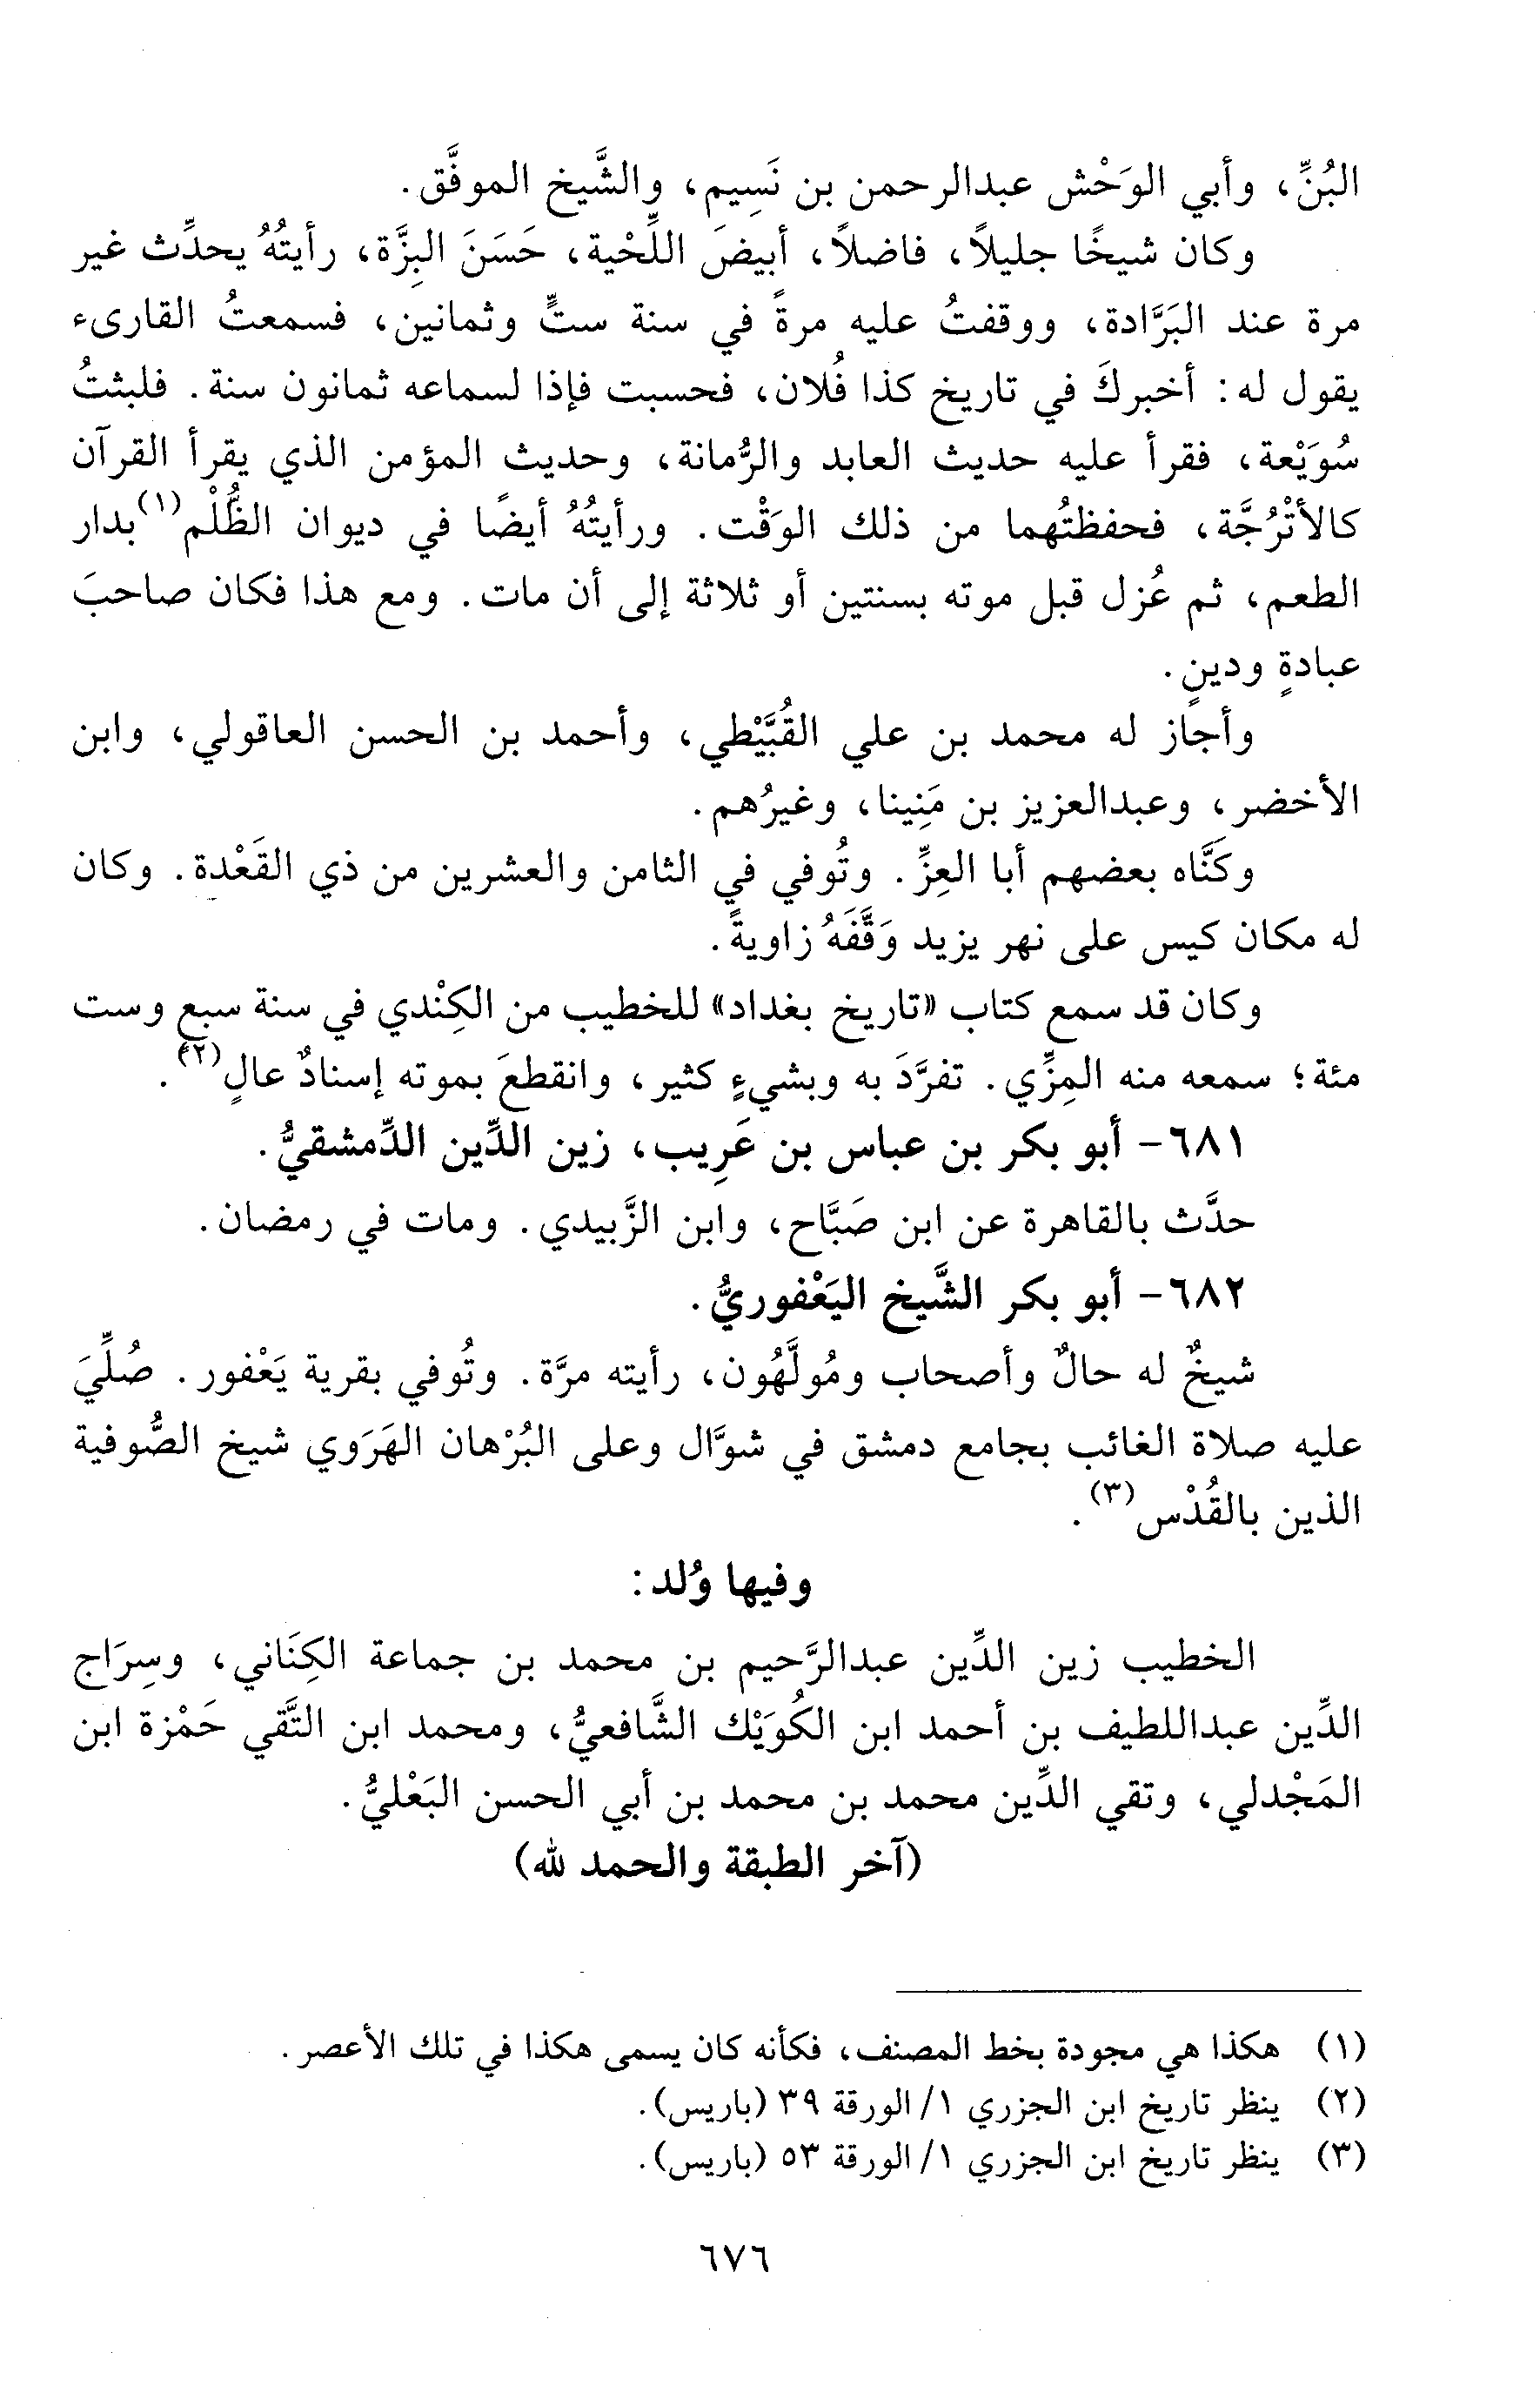 البُنِّ، وأبي الوَحْش عبدالرحمن بن نَسِيم، والشَّيخ الموفَّق.
وكان شيخًا جليلاً، فاضلاً، أبيضَ اللِّحْية، حَسَنَ البِزَّة، رأيتُهُ يحدِّث غير
مرة عند البَرَّادة، ووقفتُ عليه مرةً في سنة ستٍّ وثمانين، فسمعتُ القارىء
يقول له: أخبركَ في تاريخ كذا فُلان، فحسبت فإذا لسماعه ثمانون سنة. فلبثتُ
سُوَيْعة، فقرأ عليه حديث العابد والرُّمانة، وحديث المؤمن الذي يقرأ القرآن
كالأتْرُجَّة، فحفظتُهما من ذلك الوَقْت. ورأيتُهُ أيضًا في ديوان الظُّلْم(١) بدار
الطعم، ثم عُزل قبل موته بسنتين أو ثلاثة إلى أن مات. ومع هذا فكان صاحبَ
عبادةٍ ودينٍ.
وأجاز له محمد بن علي القُبَّيْطي، وأحمد بن الحسن العاقولي، وابن
الأخضر، وعبدالعزيز بن مَنِينا، وغيرُهم.
وكَنَّاه بعضهم أبا العِزِّ. وتُوفي في الثامن والعشرين من ذي القَعْدة. وكان
له مكان كيس على نهر يزيد وَقَّفَهُ زاويةً.
وكان قد سمع كتاب «تاريخ بغداد» للخطيب من الكِنْدي في سنة سبع وست
مئة؛ سمعه منه المِزِّي. تفرَّدَ به وبشيءٍ كثير، وانقطعَ بموته إسنادٌ عالٍ(٢).
٦٨١- أبو بكر بن عباس بن عَرِيب، زين الدِّين الدِّمشقيُّ.
حدَّث بالقاهرة عن ابن صَبَّاح، وابن الزَّبيدي. ومات في رمضان.
٦٨٢- أبو بكر الشَّيخ اليَعْفوريُّ.
شيخٌ له حالٌ وأصحاب ومُولَّهُون، رأيته مرَّة. وتُوفي بقرية يَعْفور. صُلِّيَ
عليه صلاة الغائب بجامع دمشق في شوَّال وعلى البُرْهان الهَرَوي شيخ الصُّوفية
الذين بالقُدْس(٣).
وفيها وُلد:
الخطيب زين الدِّين عبدالرَّحيم بن محمد بن جماعة الكِنَاني، وسِرَاج
الدِّين عبداللطيف بن أحمد ابن الكُوَيْك الشَّافعيُّ، ومحمد ابن التَّقي حَمْزة ابن
المَجْدلي، وتقي الدِّين محمد بن محمد بن أبي الحسن البَعْليُّ.
(آخر الطبقة والحمد لله)
(١) هكذا هي مجودة بخط المصنف، فكأنه كان يسمى هكذا في تلك الأعصر.
(٢) ينظر تاريخ ابن الجزري ١/ الورقة ٣٩ (باريس).
(٣) ينظر تاريخ ابن الجزري ١/ الورقة ٥٣ (باريس).
٦٧٦